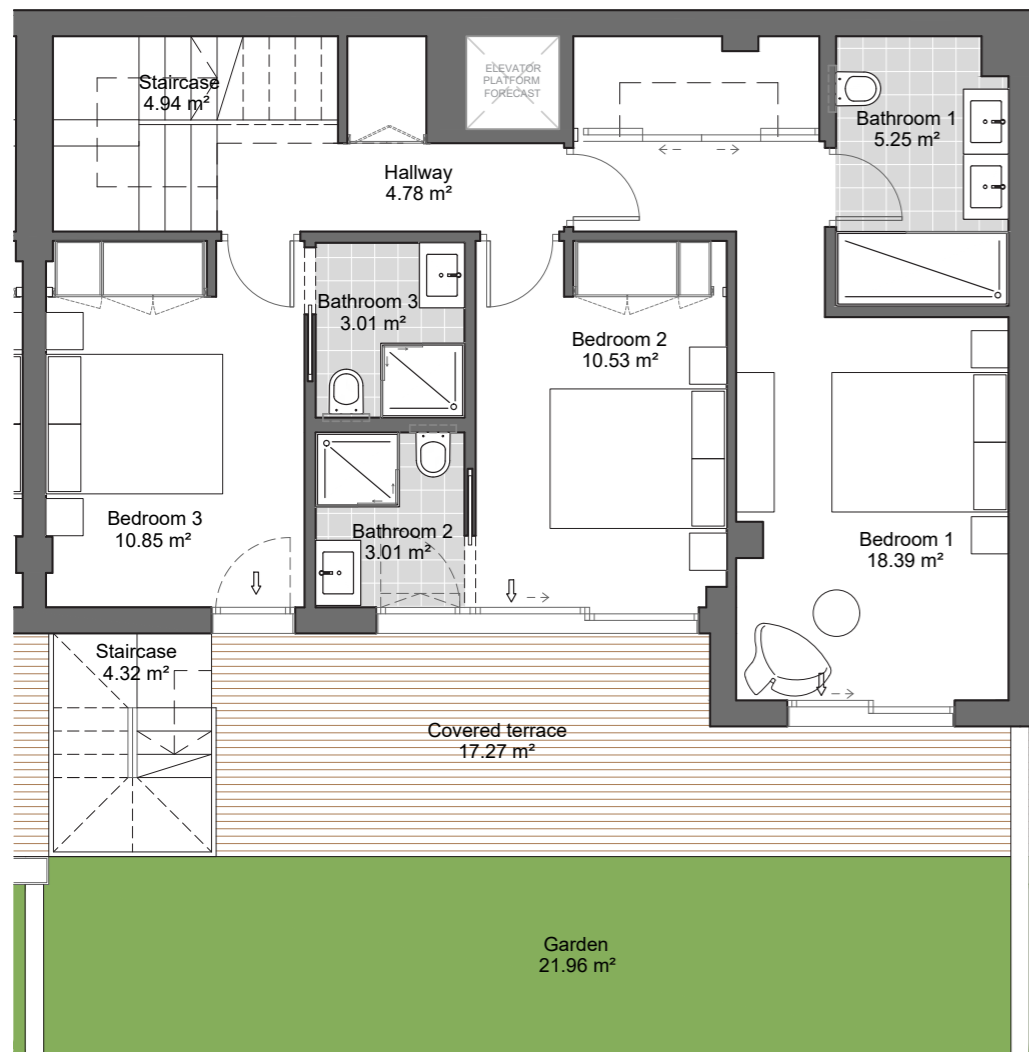 ELEVATOR
PLATFORM
FORECAST
Staircase
4.94 m²
Bathroom 1
5.25 m²
Hallway
4.78 m²
Bathroom 3
3.01 m²
Bedroom 2
10.53 m²
Bedroom 3
10.85 m²
Bathroom 2
3.01 m²
Bedroom 1
18.39 m²
Staircase
4.32 m²
Covered terrace
17.27 m²
Garden
21.96 m²